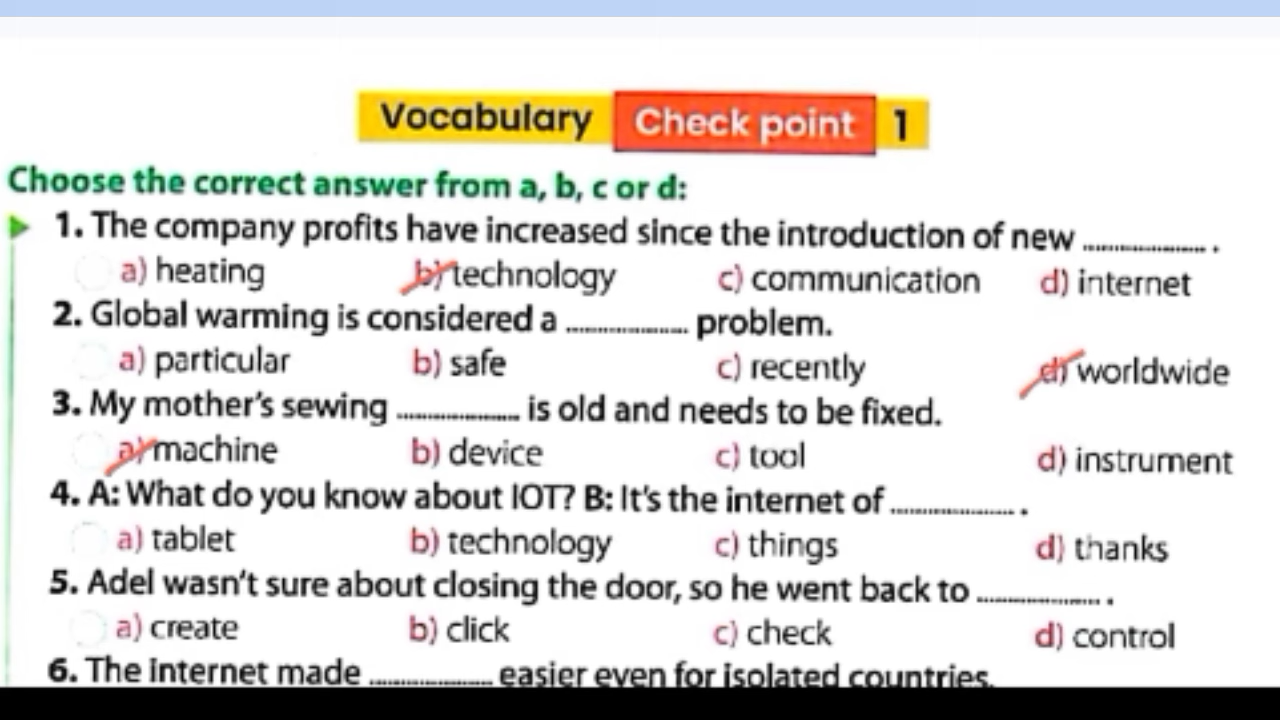 Vocabulary Check point 1
Choose the correct answer from a, b, c or d:
1. The company profits have increased since the introduction of new .................... .
a) heating b) technology c) communication d) internet
2. Global warming is considered a .................... problem.
a) particular b) safe c) recently d) worldwide
3. My mother's sewing .................... is old and needs to be fixed.
a) machine b) device c) tool d) instrument
4. A: What do you know about IOT? B: It's the internet of .................... .
a) tablet b) technology c) things d) thanks
5. Adel wasn't sure about closing the door, so he went back to .................... .
a) create b) click c) check d) control
6. The internet made .................... easier even for isolated countries.